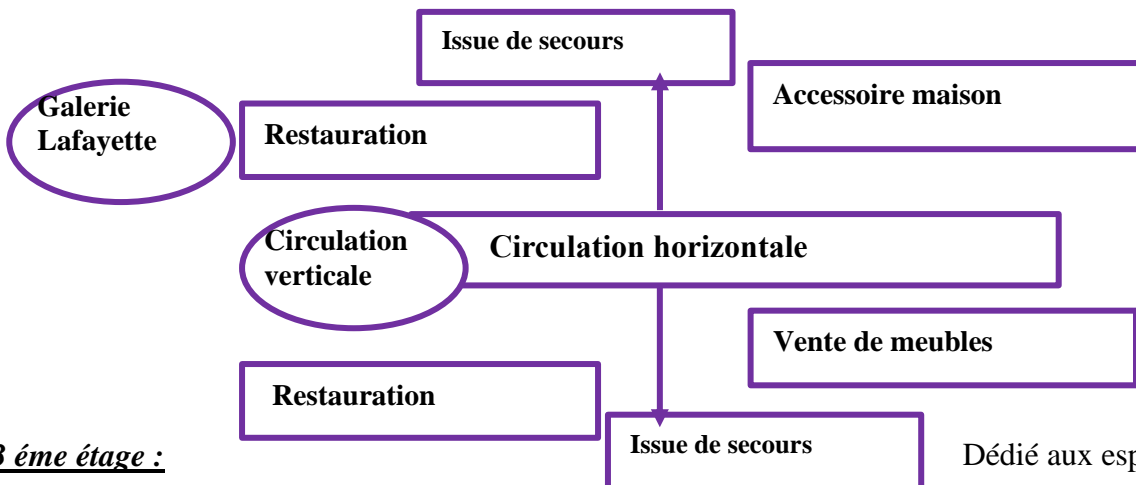 Issue de secours
Accessoire maison
Galerie
Lafayette
Restauration
Circulation
verticale
Circulation horizontale
Vente de meubles
Restauration
Issue de secours
3 éme étage :
Dédié aux